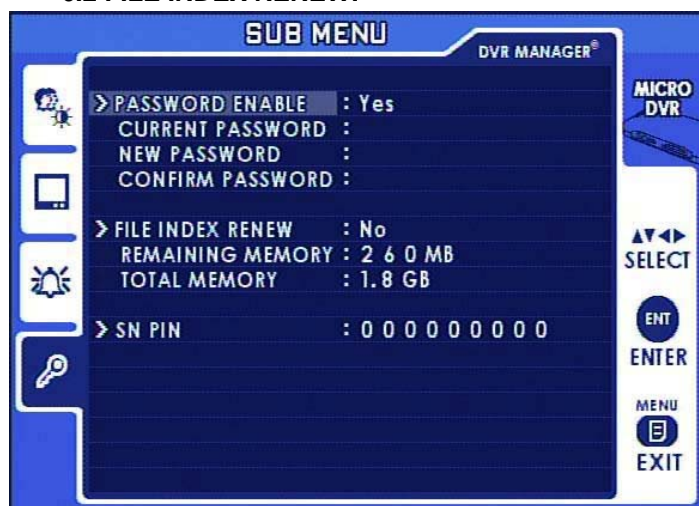 SUB MENU
DVR MANAGER®
MICRO
DVR
>PASSWORD ENABLE : Yes
CURRENT PASSWORD :
NEW PASSWORD :
CONFIRM PASSWORD :
>FILE INDEX RENEW : No
REMAINING MEMORY : 2 6 0 MB
TOTAL MEMORY : 1.8 GB
>SN PIN : 0 0 0 0 0 0 0 0 0
▲▼◀▶
SELECT
ENT
ENTER
MENU
EXIT